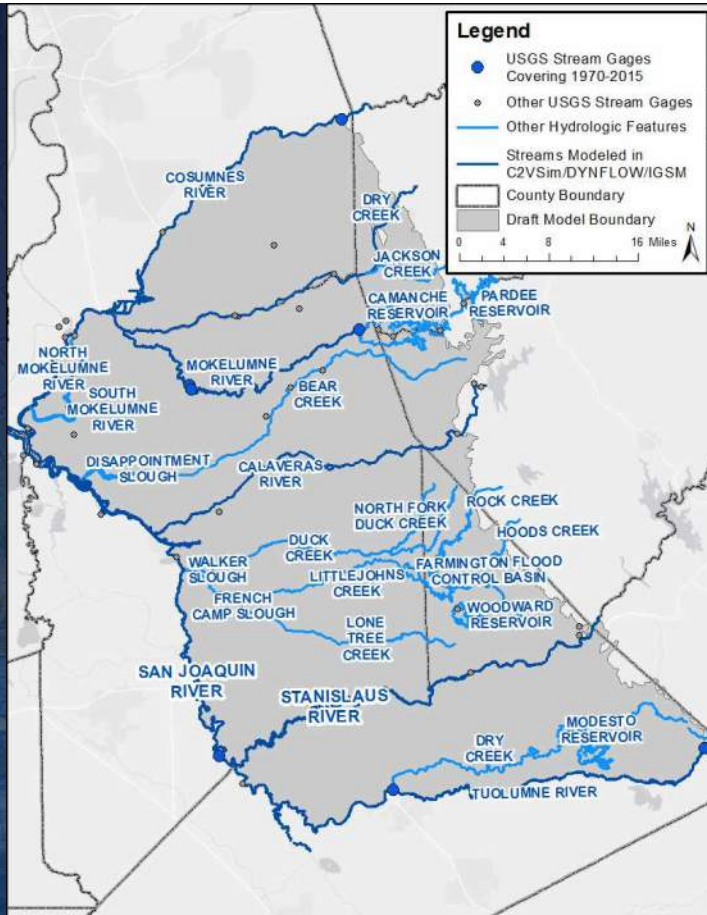 Legend
USGS Stream Gages
Covering 1970-2015
Other USGS Stream Gages
Other Hydrologic Features
Streams Modeled in
C2VSim/DYNFLOW/IGSM
County Boundary
Draft Model Boundary
N
0 4 8 16 Miles
COSUMNES
RIVER
DRY
CREEK
JACKSON
CREEK
CAMANCHE
RESERVOIR
PARDEE
RESERVOIR
NORTH
MOKELUMNE
RIVER
MOKELUMNE
RIVER
SOUTH
MOKELUMNE
RIVER
BEAR
CREEK
DISAPPOINTMENT
SLOUGH
CALAVERAS
RIVER
NORTH FORK
DUCK CREEK
ROCK CREEK
HOODS CREEK
DUCK
CREEK
WALKER
SLOUGH
LITTLEJOHNS
CREEK
FARMINGTON FLOOD
CONTROL BASIN
FRENCH
CAMP SLOUGH
WOODWARD
RESERVOIR
LONE
TREE
CREEK
SAN JOAQUIN
RIVER
STANISLAUS
RIVER
MODESTO
RESERVOIR
DRY
CREEK
TUOLUMNE RIVER